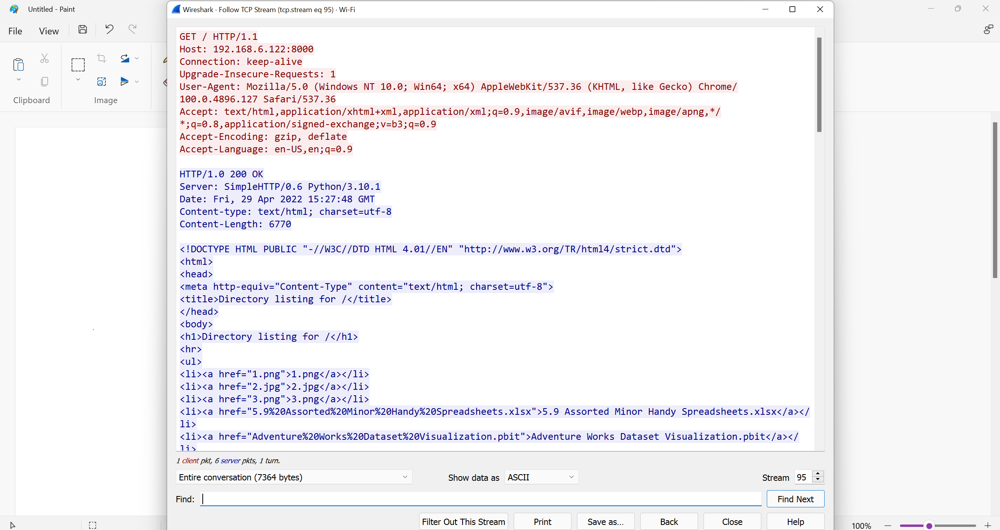 Untitled - Paint
File View
Clipboard
Image
Wireshark · Follow TCP Stream (tcp.stream eq 95) · Wi-Fi
GET / HTTP/1.1
Host: 192.168.6.122:8000
Connection: keep-alive
Upgrade-Insecure-Requests: 1
User-Agent: Mozilla/5.0 (Windows NT 10.0; Win64; x64) AppleWebKit/537.36 (KHTML, like Gecko) Chrome/
100.0.4896.127 Safari/537.36
Accept: text/html,application/xhtml+xml,application/xml;q=0.9,image/avif,image/webp,image/apng,*/
*;q=0.8,application/signed-exchange;v=b3;q=0.9
Accept-Encoding: gzip, deflate
Accept-Language: en-US,en;q=0.9
HTTP/1.0 200 OK
Server: SimpleHTTP/0.6 Python/3.10.1
Date: Fri, 29 Apr 2022 15:27:48 GMT
Content-type: text/html; charset=utf-8
Content-Length: 6770
<!DOCTYPE HTML PUBLIC "-//W3C//DTD HTML 4.01//EN" "http://www.w3.org/TR/html4/strict.dtd">
<html>
<head>
<meta http-equiv="Content-Type" content="text/html; charset=utf-8">
<title>Directory listing for /</title>
</head>
<body>
<h1>Directory listing for /</h1>
<hr>
<ul>
<li><a href="1.png">1.png</a></li>
<li><a href="2.jpg">2.jpg</a></li>
<li><a href="3.png">3.png</a></li>
<li><a href="5.9%20Assorted%20Minor%20Handy%20Spreadsheets.xlsx">5.9 Assorted Minor Handy Spreadsheets.xlsx</a></
li>
<li><a href="Adventure%20Works%20Dataset%20Visualization.pbit">Adventure Works Dataset Visualization.pbit</a></
li>
1 client pkt, 6 server pkts, 1 turn.
Entire conversation (7364 bytes) Show data as ASCII Stream 95
Find: Find Next
Filter Out This Stream Print Save as... Back Close Help
100%